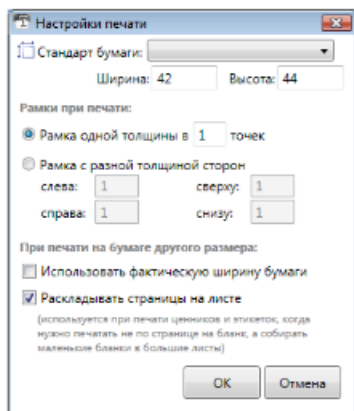 Настройки печати
Стандарт бумаги:
Ширина: 42 Высота: 44
Рамки при печати:
Рамка одной толщины в 1 точек
Рамка с разной толщиной сторон
слева: 1 сверху: 1
справа: 1 снизу: 1
При печати на бумаге другого размера:
Использовать фактическую ширину бумаги
Раскладывать страницы на листе
(используется при печати ценников и этикеток, когда
нужно печатать не по странице на бланк, а собирать
маленькие бланки в большие листы)
OK Отмена